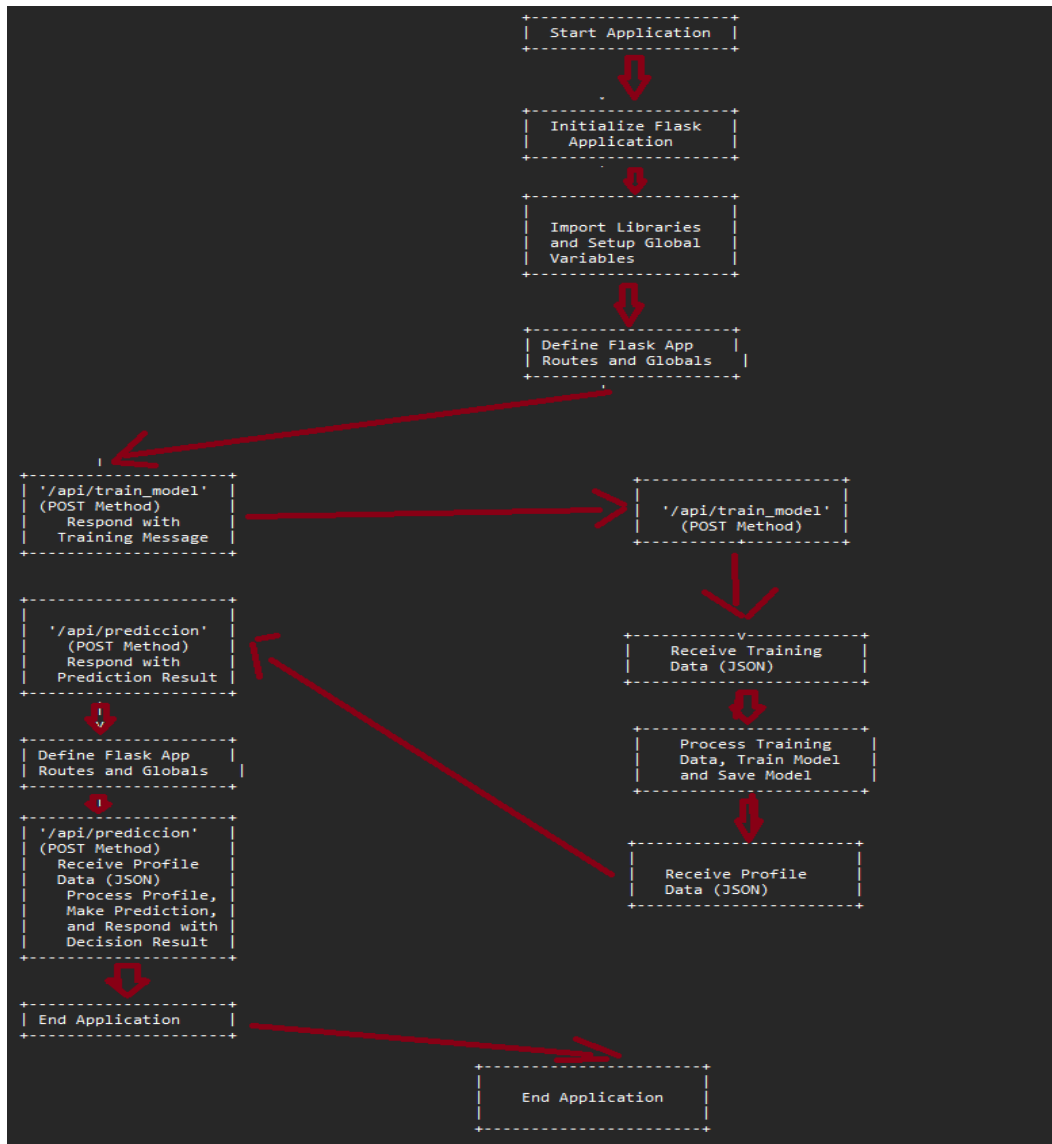 Start Application
Initialize Flask
Application
Import Libraries
and Setup Global
Variables
Define Flask App
Routes and Globals
'/api/train_model'
(POST Method)
Respond with
Training Message
'/api/train_model'
(POST Method)
Receive Training
Data (JSON)
Process Training
Data, Train Model
and Save Model
Receive Profile
Data (JSON)
'/api/prediccion'
(POST Method)
Respond with
Prediction Result
Define Flask App
Routes and Globals
'/api/prediccion'
(POST Method)
Receive Profile
Data (JSON)
Process Profile,
Make Prediction,
and Respond with
Decision Result
End Application
End Application